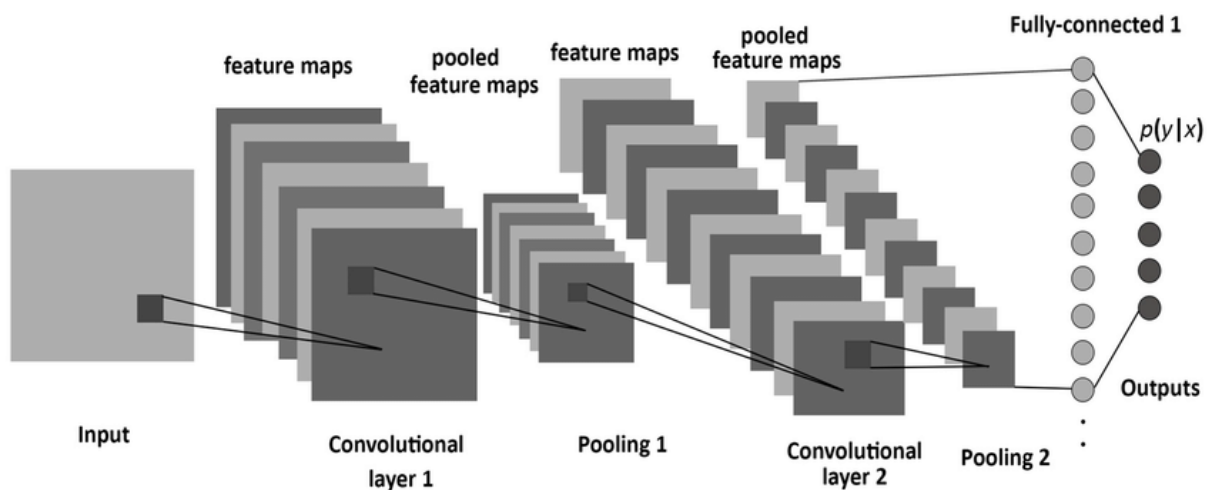 Fully-connected 1
feature maps
pooled
feature maps
feature maps
pooled
feature maps
p(y|x)
Input
Convolutional
layer 1
Pooling 1
Convolutional
layer 2
Pooling 2
Outputs